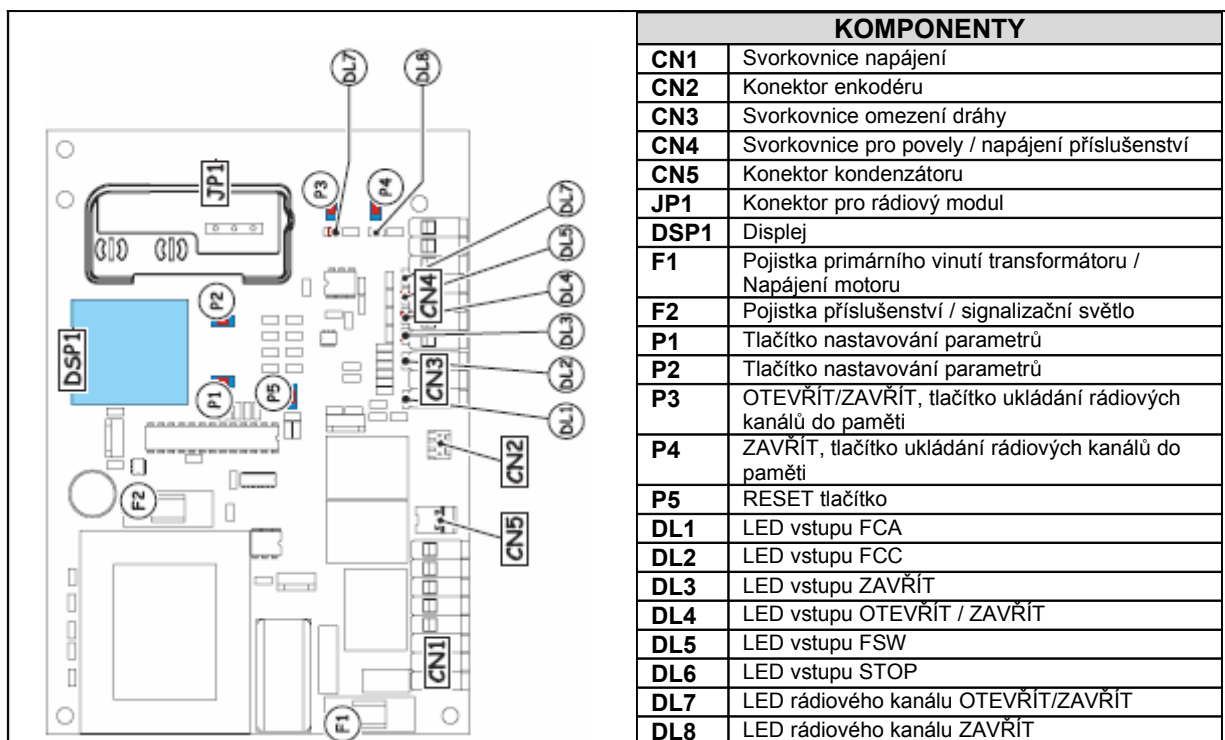 DL7
DL8
JP1
P3
P4
DL7
DL5
DL4
DL3
DL2
DL1
CN4
CN3
P2
DSP1
P1
P5
CN2
F2
CN5
CN1
F1
KOMPONENTY
CN1 Svorkovnice napájení
CN2 Konektor enkodéru
CN3 Svorkovnice omezení dráhy
CN4 Svorkovnice pro povely / napájení příslušenství
CN5 Konektor kondenzátoru
JP1 Konektor pro rádiový modul
DSP1 Displej
F1 Pojistka primárního vinutí transformátoru /
Napájení motoru
F2 Pojistka příslušenství / signalizační světlo
P1 Tlačítko nastavování parametrů
P2 Tlačítko nastavování parametrů
P3 OTEVŘÍT/ZAVŘÍT, tlačítko ukládání rádiových
kanálů do paměti
P4 ZAVŘÍT, tlačítko ukládání rádiových kanálů do
paměti
P5 RESET tlačítko
DL1 LED vstupu FCA
DL2 LED vstupu FCC
DL3 LED vstupu ZAVŘÍT
DL4 LED vstupu OTEVŘÍT / ZAVŘÍT
DL5 LED vstupu FSW
DL6 LED vstupu STOP
DL7 LED rádiového kanálu OTEVŘÍT/ZAVŘÍT
DL8 LED rádiového kanálu ZAVŘÍT